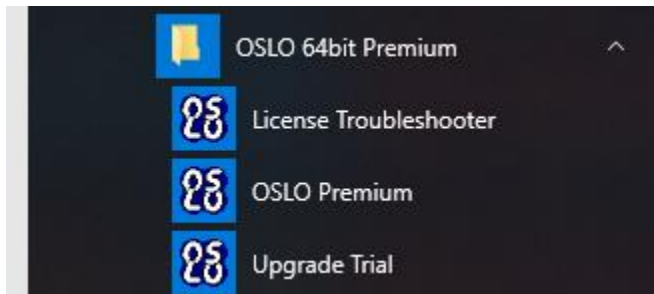 OSLO 64bit Premium
License Troubleshooter
OSLO Premium
Upgrade Trial